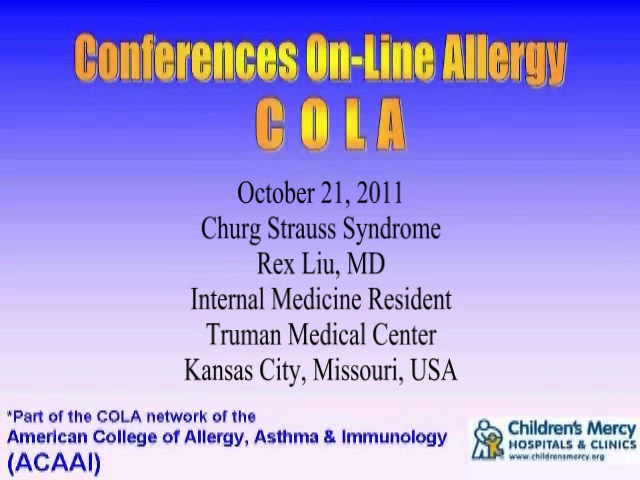 Conferences On-Line Allergy
C O L A
October 21, 2011
Churg Strauss Syndrome
Rex Liu, MD
Internal Medicine Resident
Truman Medical Center
Kansas City, Missouri, USA
*Part of the COLA network of the
American College of Allergy, Asthma & Immunology
(ACAAI)
Children's Mercy
HOSPITALS & CLINICS
www.childrensmercy.org